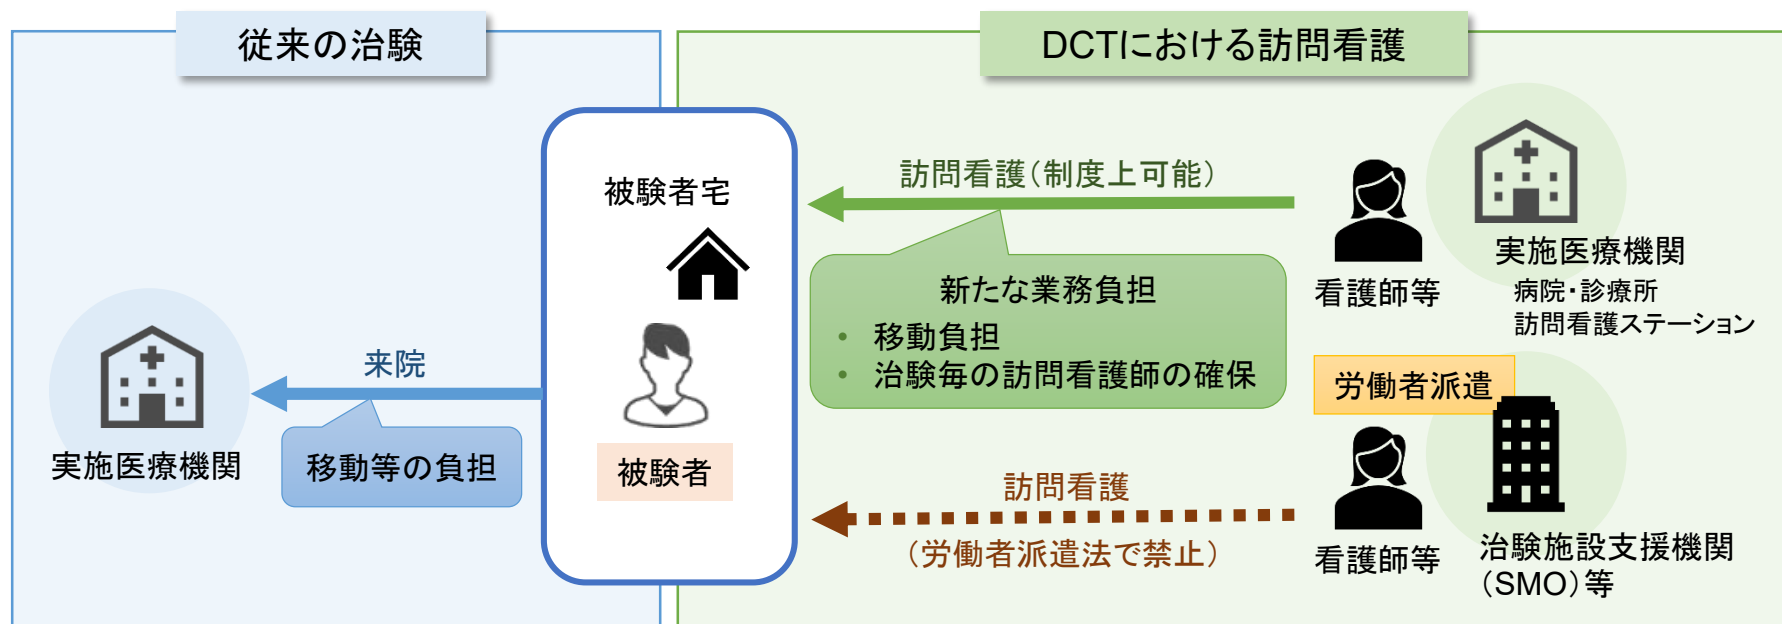 従来の治験
DCTにおける訪問看護
実施医療機関
来院
移動等の負担
被験者宅
被験者
訪問看護（制度上可能）
新たな業務負担
• 移動負担
• 治験毎の訪問看護師の確保
看護師等
実施医療機関
病院・診療所
訪問看護ステーション
労働者派遣
訪問看護
（労働者派遣法で禁止）
看護師等
治験施設支援機関
（SMO）等